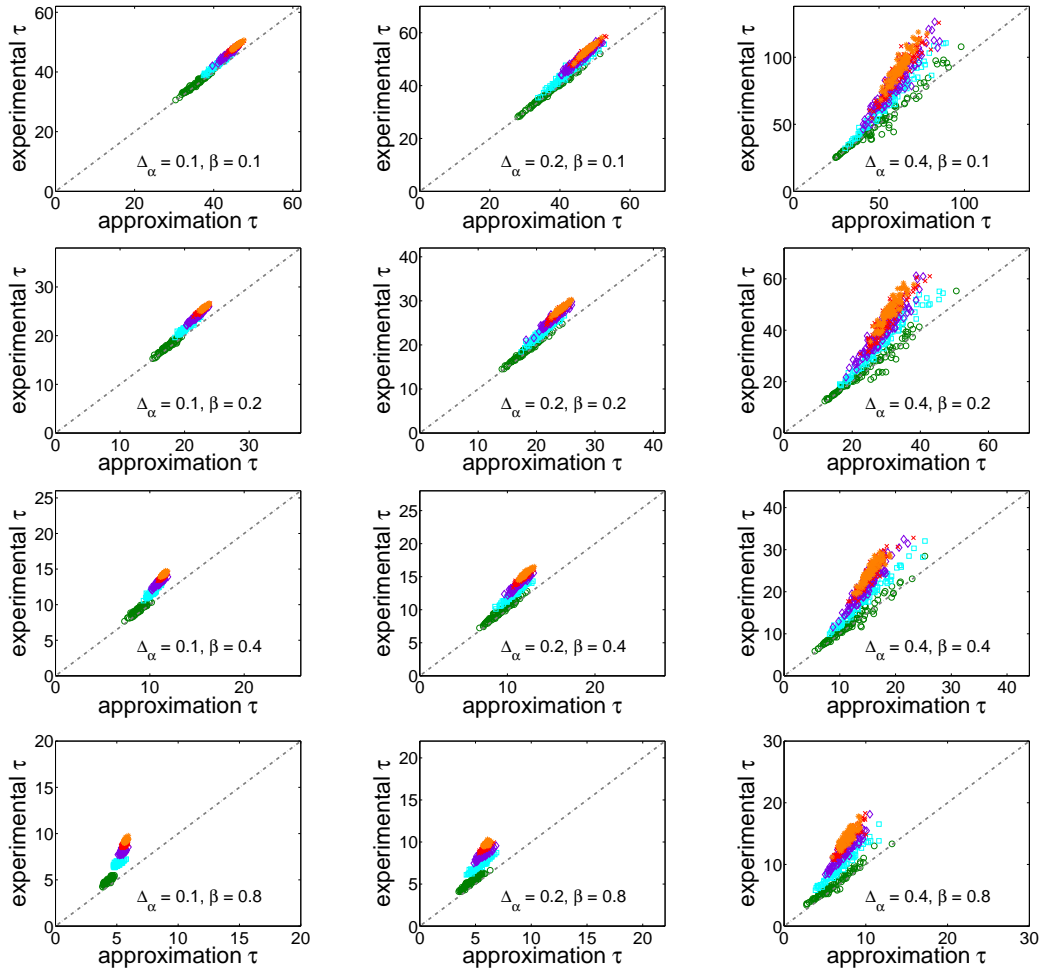 60
40
20
0
0
20
40
60
experimental τ
approximation τ
Δα = 0.1, β = 0.1
60
40
20
0
0
20
40
60
experimental τ
approximation τ
Δα = 0.2, β = 0.1
100
50
0
0
50
100
experimental τ
approximation τ
Δα = 0.4, β = 0.1
30
20
10
0
0
10
20
30
experimental τ
approximation τ
Δα = 0.1, β = 0.2
40
30
20
10
0
0
10
20
30
40
experimental τ
approximation τ
Δα = 0.2, β = 0.2
60
40
20
0
0
20
40
60
experimental τ
approximation τ
Δα = 0.4, β = 0.2
25
20
15
10
5
0
0
10
20
experimental τ
approximation τ
Δα = 0.1, β = 0.4
25
20
15
10
5
0
0
10
20
experimental τ
approximation τ
Δα = 0.2, β = 0.4
40
30
20
10
0
0
10
20
30
40
experimental τ
approximation τ
Δα = 0.4, β = 0.4
20
15
10
5
0
0
5
10
15
20
experimental τ
approximation τ
Δα = 0.1, β = 0.8
20
15
10
5
0
0
5
10
15
20
experimental τ
approximation τ
Δα = 0.2, β = 0.8
30
20
10
0
0
5
10
15
20
25
30
experimental τ
approximation τ
Δα = 0.4, β = 0.8